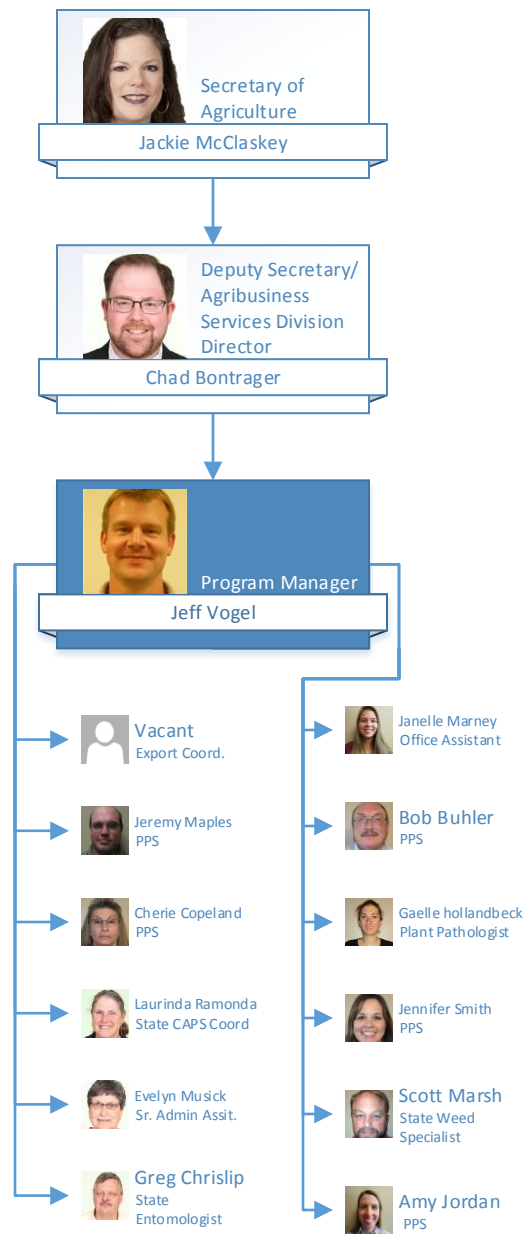 Secretary of
Agriculture
Jackie McClaskey
Deputy Secretary/
Agribusiness
Services Division
Director
Chad Bontrager
Program Manager
Jeff Vogel
Vacant
Export Coord.
Jeremy Maples
PPS
Cherie Copeland
PPS
Laurinda Ramonda
State CAPS Coord
Evelyn Musick
Sr. Admin Assit.
Greg Chrislip
State
Entomologist
Janelle Marney
Office Assistant
Bob Buhler
PPS
Gaelle hollandbeck
Plant Pathologist
Jennifer Smith
PPS
Scott Marsh
State Weed
Specialist
Amy Jordan
PPS